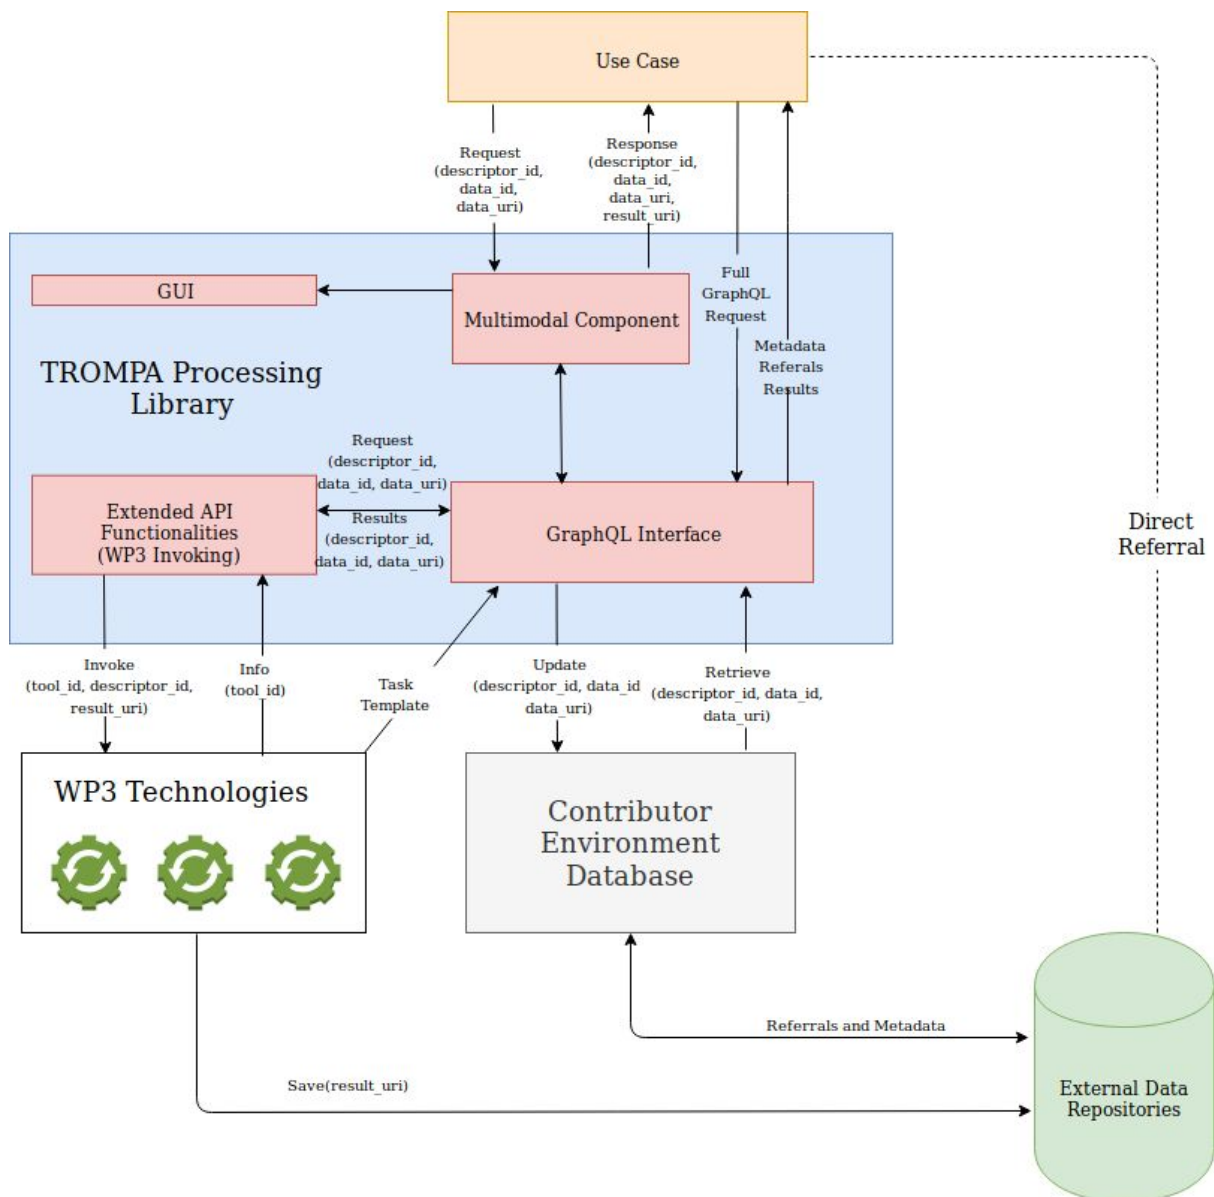 Use Case
Request
(descriptor_id,
data_id,
data_uri)
Response
(descriptor_id,
data_id,
data_uri,
result_uri)
GUI
Multimodal Component
Full
GraphQL
Request
Metadata
Referals
Results
TROMPA Processing
Library
Request
(descriptor_id,
data_id, data_uri)
Results
(descriptor_id,
data_id, data_uri)
Extended API
Functionalities
(WP3 Invoking)
GraphQL Interface
Direct
Referral
Invoke
(tool_id, descriptor_id,
result_uri)
Info
(tool_id)
Task
Template
Update
(descriptor_id, data_id
data_uri)
Retrieve
(descriptor_id, data_id,
data_uri)
WP3 Technologies
Contributor
Environment
Database
Referrals and Metadata
Save(result_uri)
External Data
Repositories